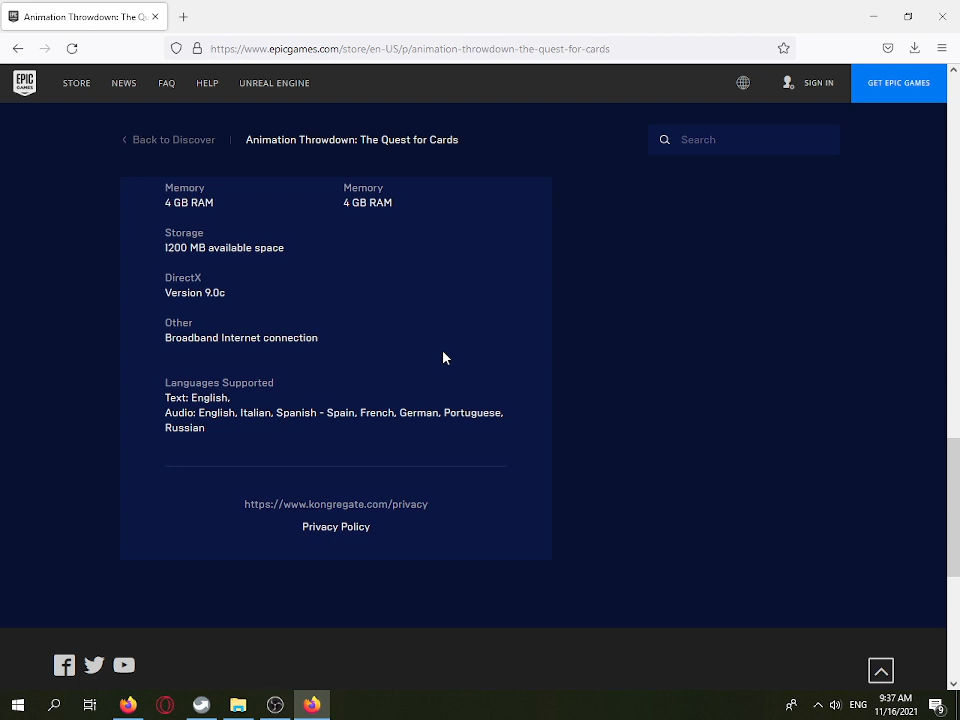 Animation Throwdown: The Qu
https://www.epicgames.com/store/en-US/p/animation-throwdown-the-quest-for-cards
EPIC GAMES
STORE
NEWS
FAQ
HELP
UNREAL ENGINE
SIGN IN
GET EPIC GAMES
Back to Discover
Animation Throwdown: The Quest for Cards
Search
Memory
4 GB RAM
Memory
4 GB RAM
Storage
1200 MB available space
DirectX
Version 9.0c
Other
Broadband Internet connection
Languages Supported
Text: English,
Audio: English, Italian, Spanish - Spain, French, German, Portuguese,
Russian
https://www.kongregate.com/privacy
Privacy Policy
ENG
9:37 AM
11/16/2021
9